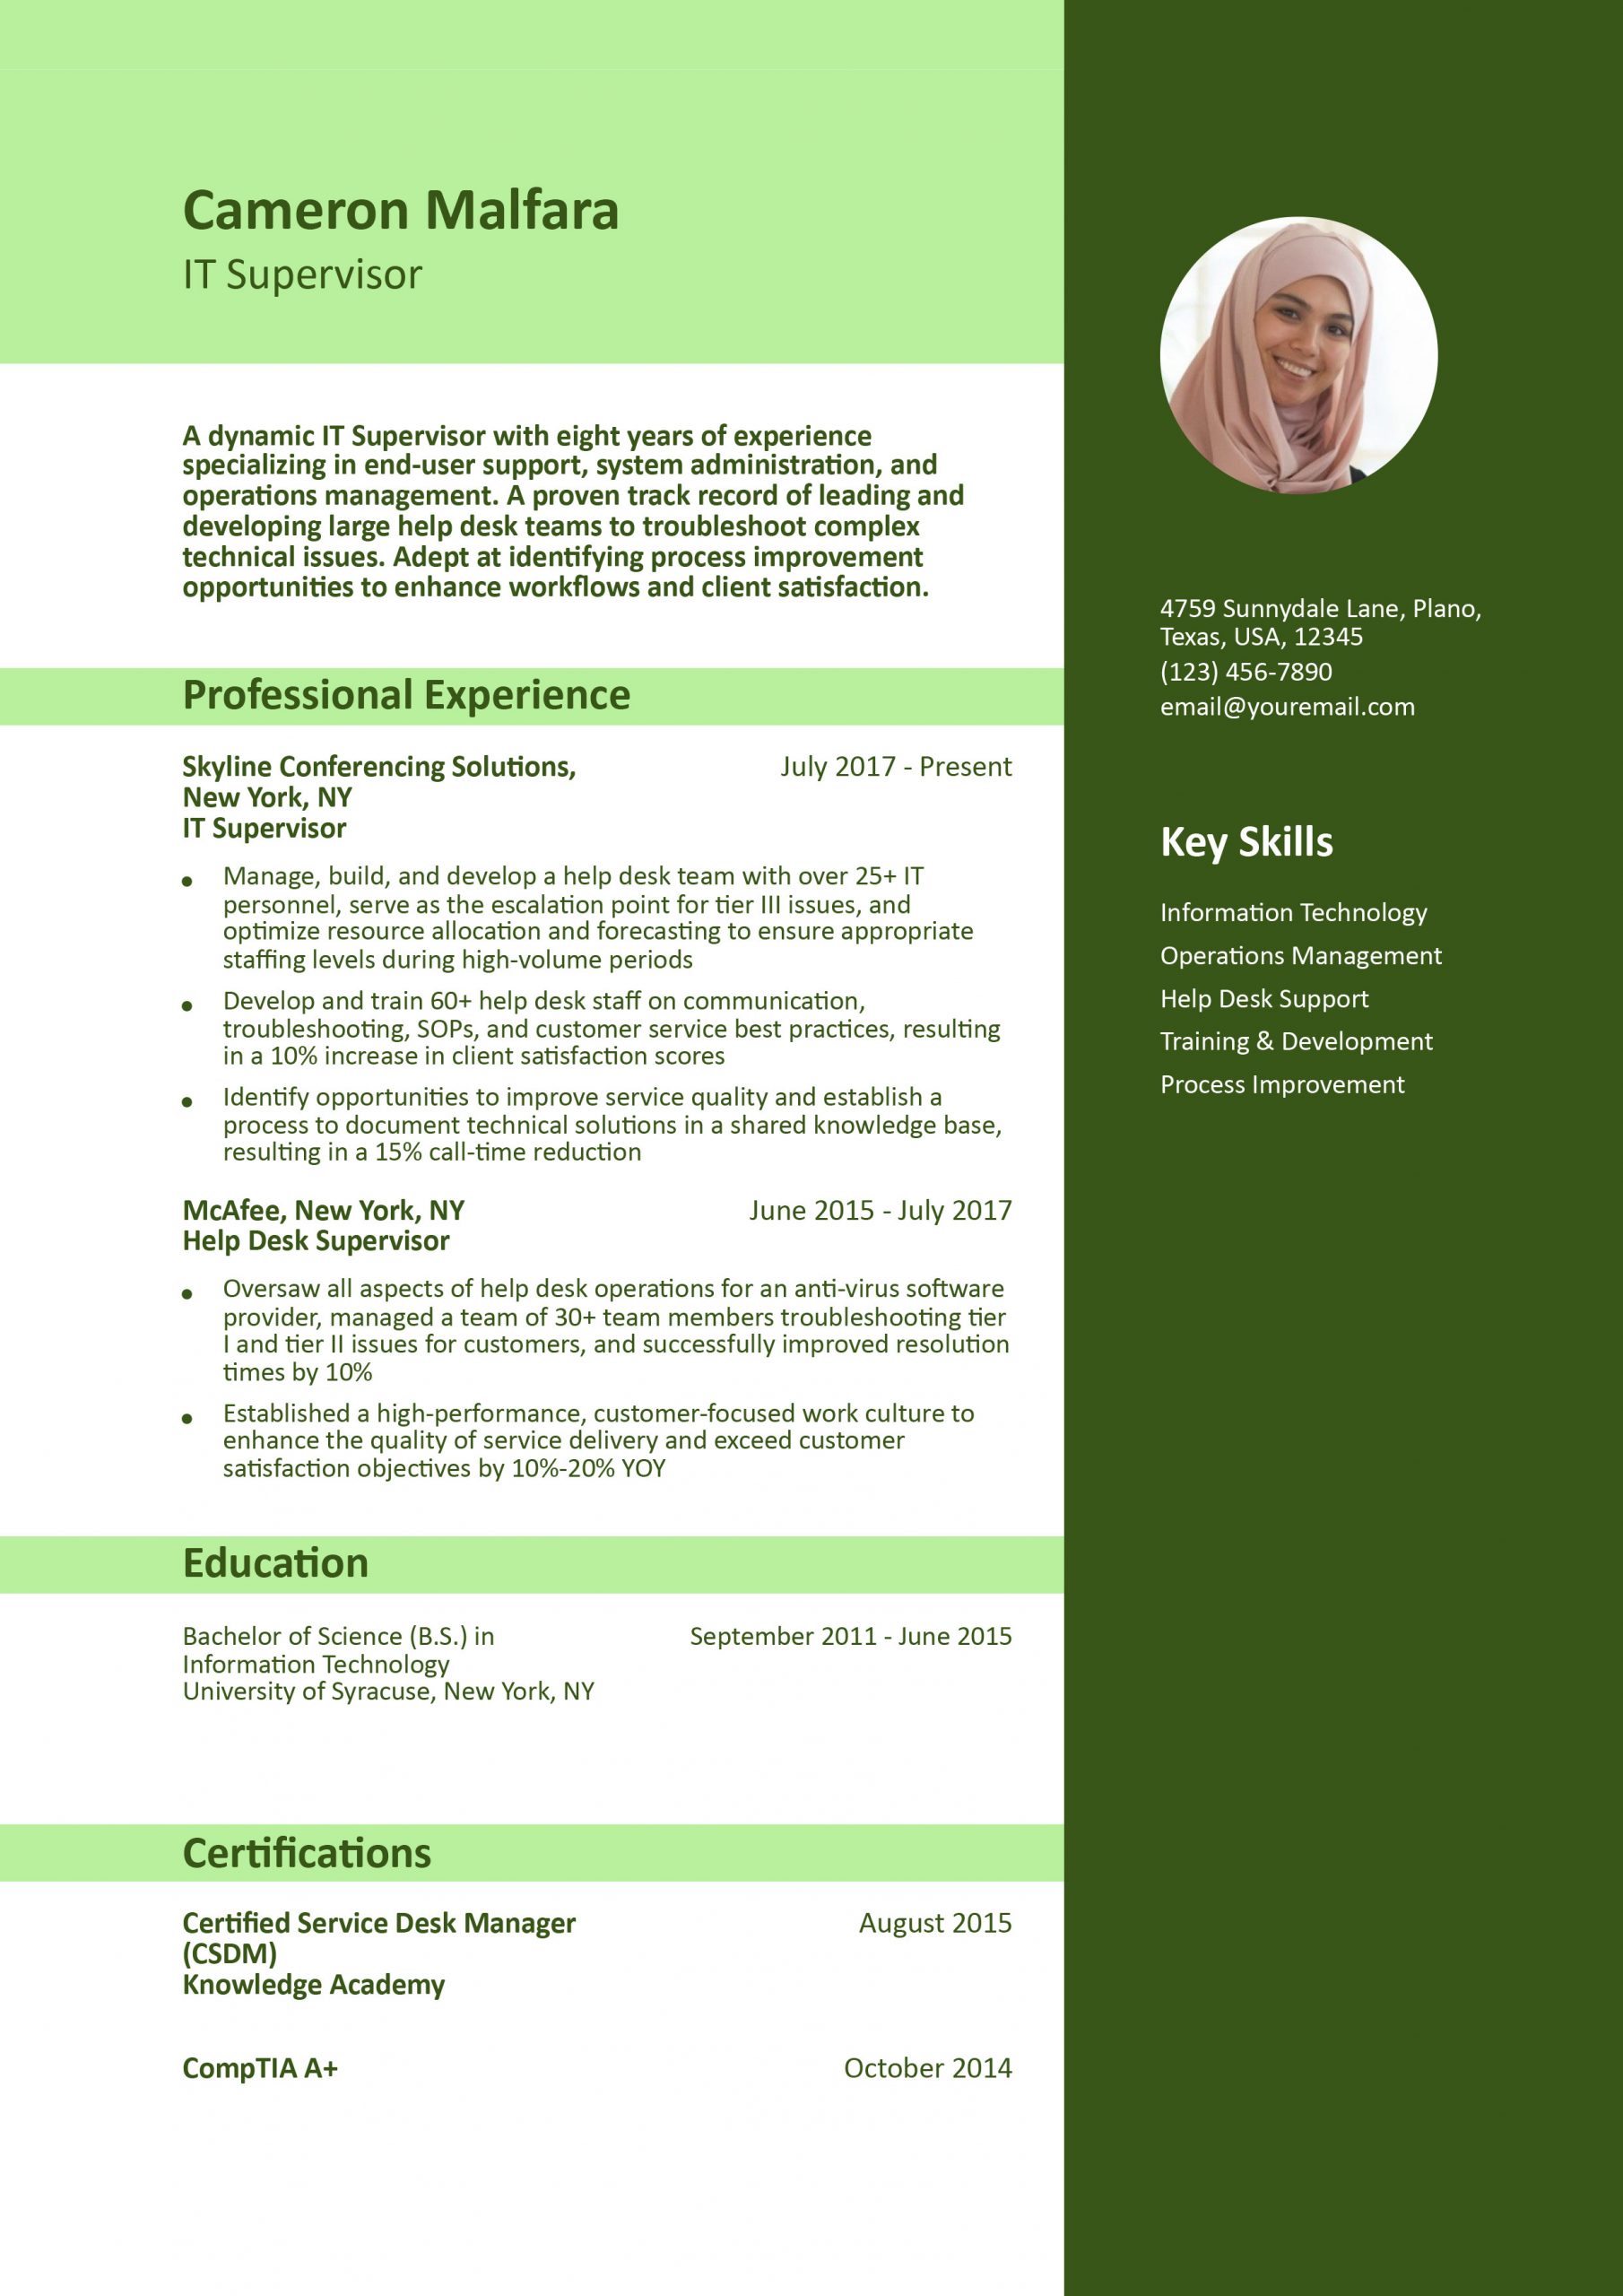 Cameron Malfara
IT Supervisor
A dynamic IT Supervisor with eight years of experience
specializing in end-user support, system administration, and
operations management. A proven track record of leading and
developing large help desk teams to troubleshoot complex
technical issues. Adept at identifying process improvement
opportunities to enhance workflows and client satisfaction.
Professional Experience
Skyline Conferencing Solutions, July 2017 - Present
New York, NY
IT Supervisor
• Manage, build, and develop a help desk team with over 25+ IT
personnel, serve as the escalation point for tier III issues, and
optimize resource allocation and forecasting to ensure appropriate
staffing levels during high-volume periods
• Develop and train 60+ help desk staff on communication,
troubleshooting, SOPs, and customer service best practices, resulting
in a 10% increase in client satisfaction scores
• Identify opportunities to improve service quality and establish a
process to document technical solutions in a shared knowledge base,
resulting in a 15% call-time reduction
McAfee, New York, NY June 2015 - July 2017
Help Desk Supervisor
• Oversaw all aspects of help desk operations for an anti-virus software
provider, managed a team of 30+ team members troubleshooting tier
I and tier II issues for customers, and successfully improved resolution
times by 10%
• Established a high-performance, customer-focused work culture to
enhance the quality of service delivery and exceed customer
satisfaction objectives by 10%-20% YOY
Education
Bachelor of Science (B.S.) in September 2011 - June 2015
Information Technology
University of Syracuse, New York, NY
Certifications
Certified Service Desk Manager August 2015
(CSDM)
Knowledge Academy
CompTIA A+ October 2014
4759 Sunnydale Lane, Plano,
Texas, USA, 12345
(123) 456-7890
email@youremail.com
Key Skills
Information Technology
Operations Management
Help Desk Support
Training & Development
Process Improvement